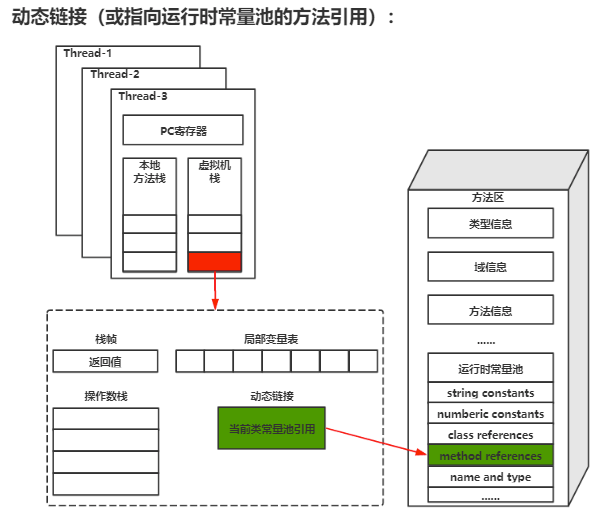 动态链接（或指向运行时常量池的方法引用）：
Thread-1
Thread-2
Thread-3
PC寄存器
本地
方法栈
虚拟机
栈
栈帧
返回值
局部变量表
操作数栈
动态链接
当前类常量池引用
方法区
类型信息
域信息
方法信息
......
运行时常量池
string constants
numberic constants
class references
method references
name and type
......